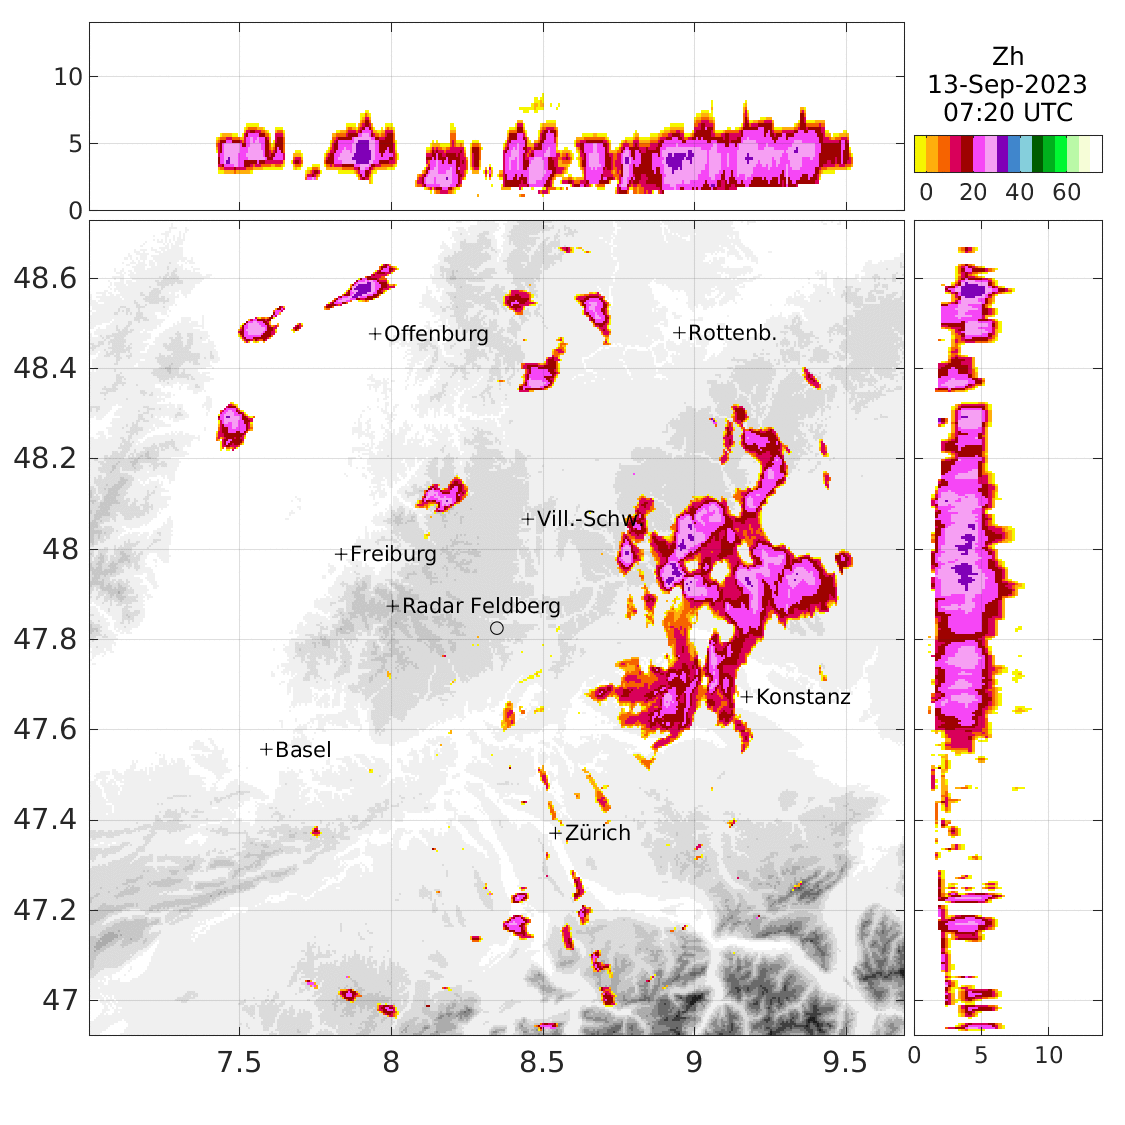 Zh
13-Sep-2023
07:20 UTC
0 20 40 60
10
5
0
48.6
48.4
48.2
48
47.8
47.6
47.4
47.2
47
+Offenburg
+Rottenb.
+Vill.-Schw.
+Freiburg
+Radar Feldberg
+Konstanz
+Basel
+Zürich
7.5 8 8.5 9 9.5
0 5 10